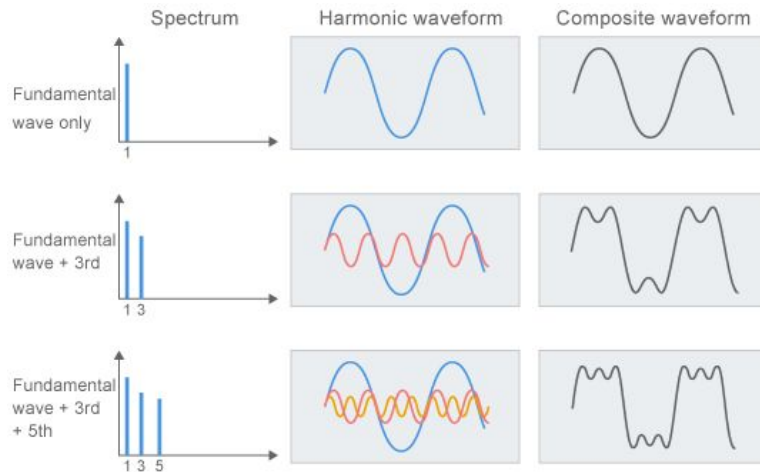 Spectrum
Harmonic waveform
Composite waveform
Fundamental
wave only
1
Fundamental
wave + 3rd
1 3
Fundamental
wave + 3rd
+ 5th
1 3 5